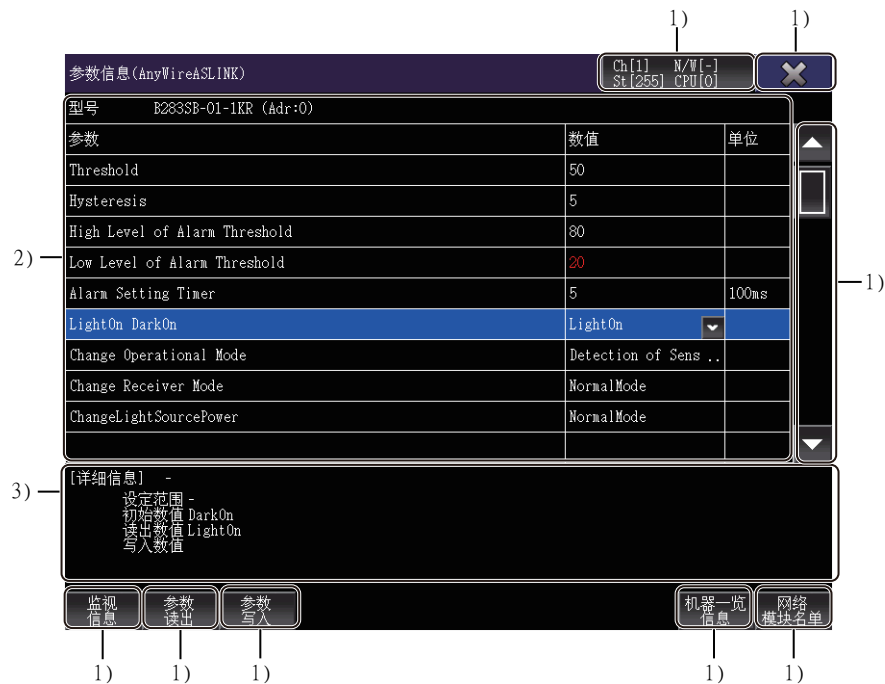 1)
1)
参数信息(AnyWireASLINK)
Ch[1] N/W[-]
St[255] CPU[0]
型号 B283SB-01-1KR (Adr:0)
参数 数值 单位
Threshold 50
Hysteresis 5
High Level of Alarm Threshold 80
2)
Low Level of Alarm Threshold 20
1)
Alarm Setting Timer 5 100ms
LightOn DarkOn LightOn
Change Operational Mode Detection of Sens ..
Change Receiver Mode NormalMode
ChangeLightSourcePower NormalMode
3)
[详细信息] -
设定范围 -
初始数值 DarkOn
读出数值 LightOn
写入数值
监视
信息
参数
读出
参数
写入
机器一览
信息
网络
模块名单
1)
1)
1)
1)
1)